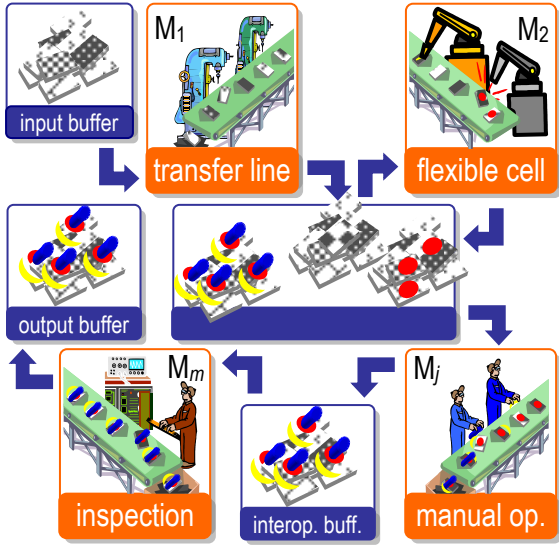 M1
M2
input buffer
transfer line
flexible cell
output buffer
Mm
Mj
inspection
interop. buff.
manual op.